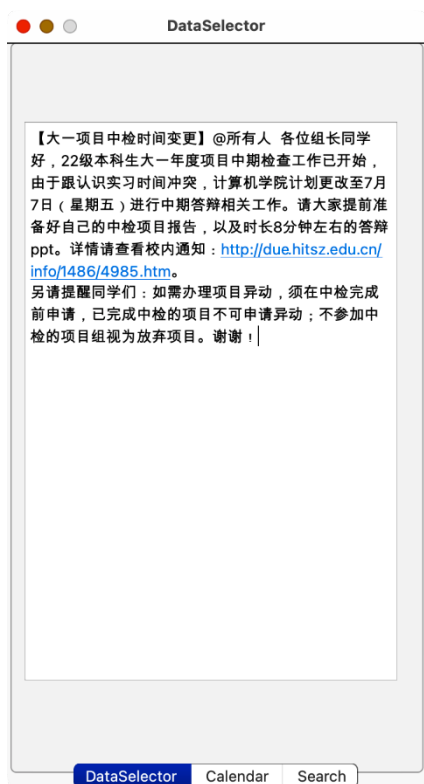 DataSelector
【大一项目中检时间变更】@所有人 各位组长同学
好，22级本科生大一年度项目中期检查工作已开始，
由于跟认识实习时间冲突，计算机学院计划更改至7月
7日（星期五）进行中期答辩相关工作。请大家提前准
备好自己的中检项目报告，以及时长8分钟左右的答辩
ppt。详情请查看校内通知：http://due.hitsz.edu.cn/
info/1486/4985.htm。
另请提醒同学们：如需办理项目异动，须在中检完成
前申请，已完成中检的项目不可申请异动；不参加中
检的项目组视为放弃项目。谢谢！
DataSelector Calendar Search